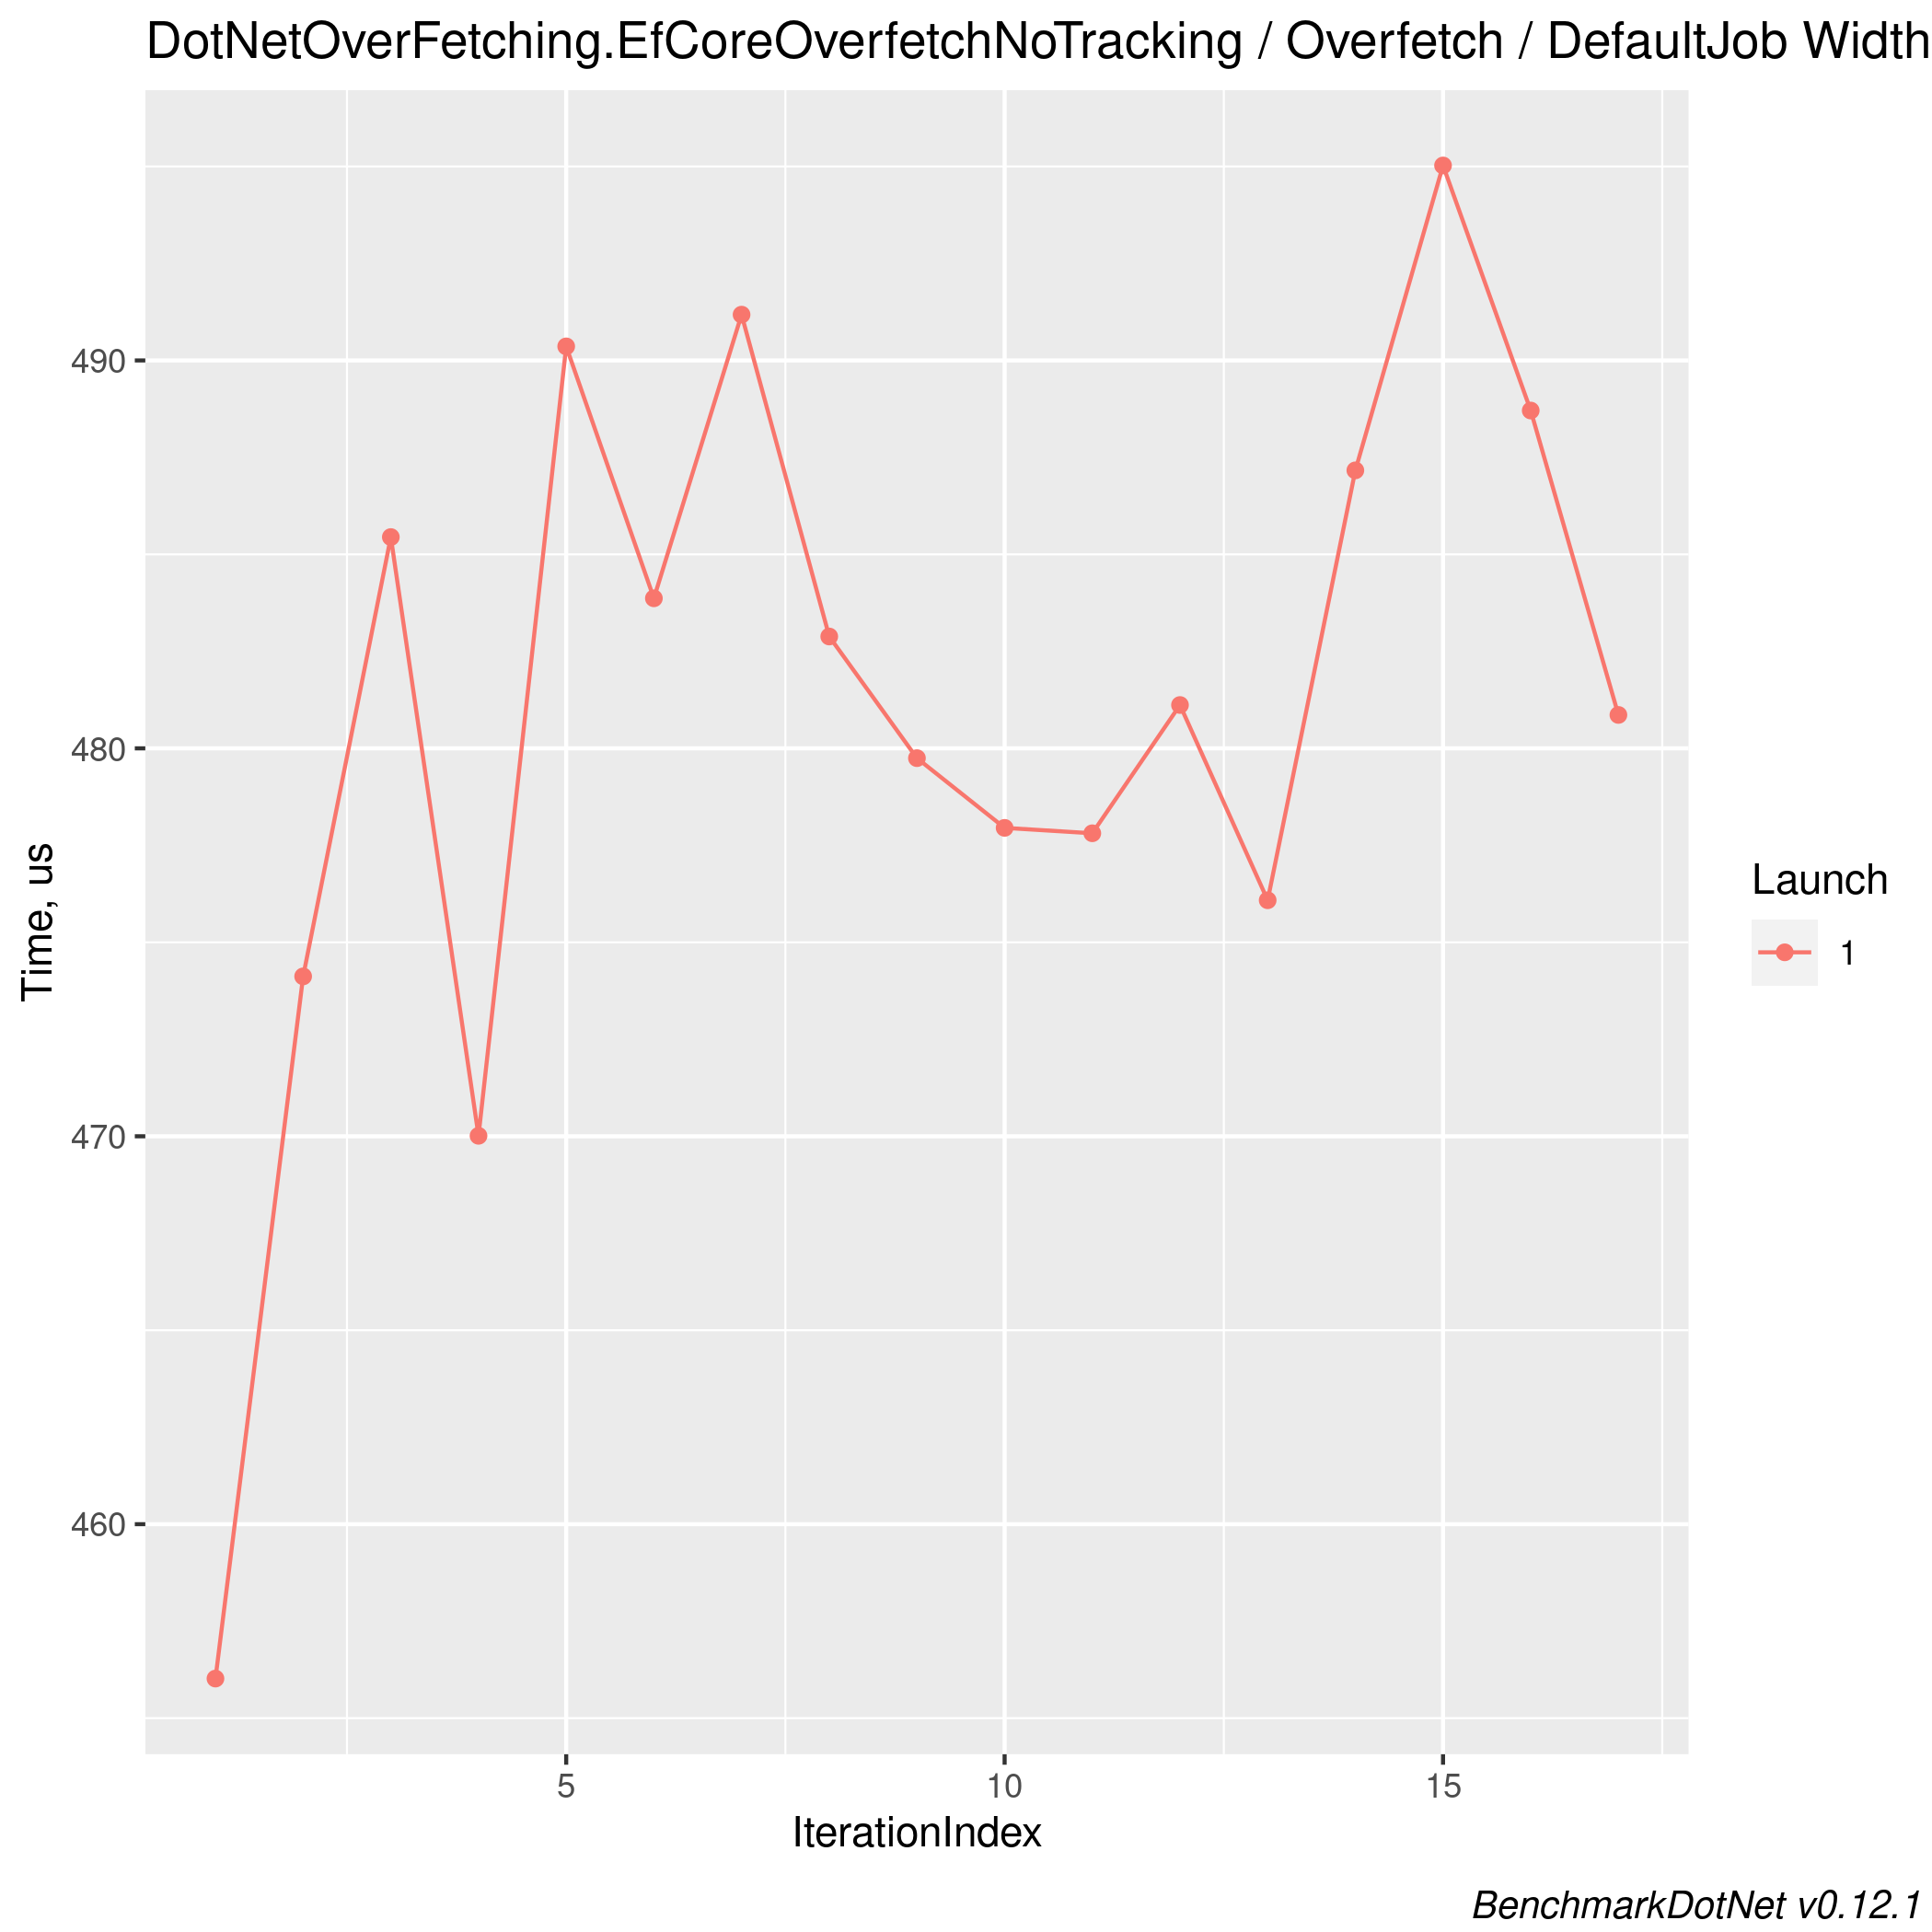 DotNetOverFetching.EfCoreOverfetchNoTracking / Overfetch / DefaultJob Width
490
480
470
460
Time, us
5 10 15
IterationIndex
Launch
1
BenchmarkDotNet v0.12.1